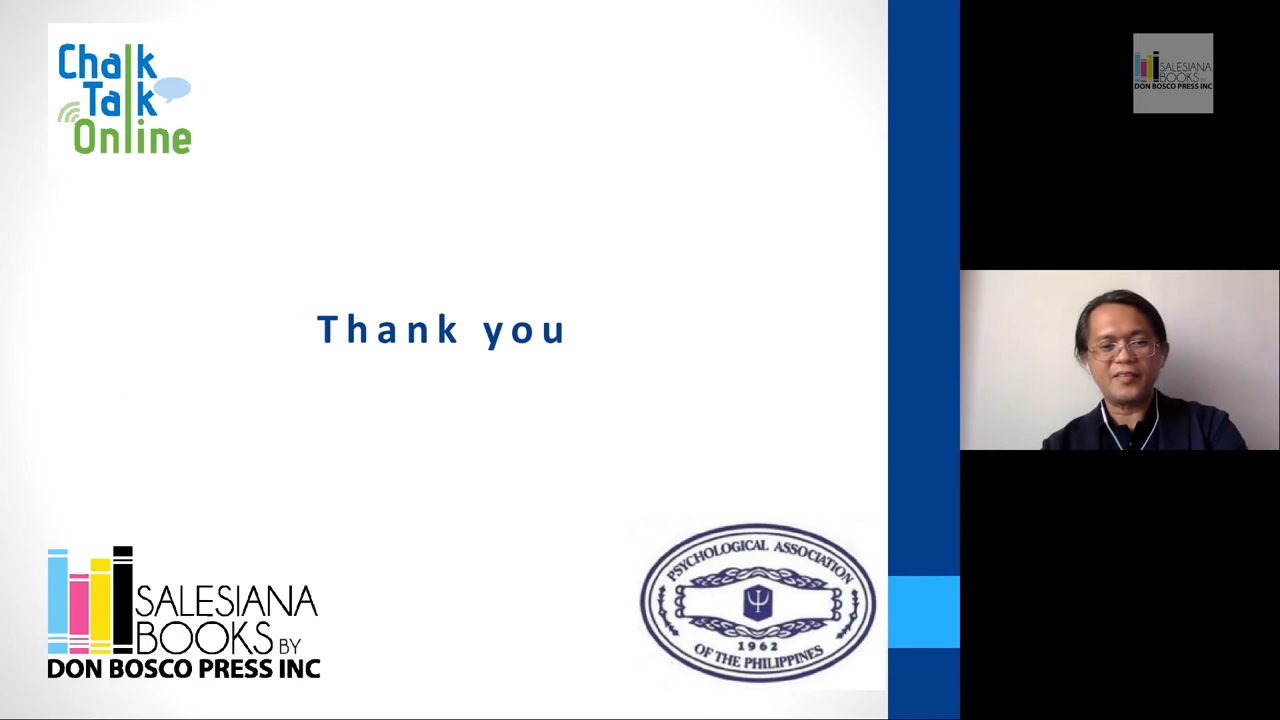 Chalk
Talk
Online
Thank you
SALESIANA
BOOKS BY
DON BOSCO PRESS INC
PSYCHOLOGICAL ASSOCIATION
1962
OF THE PHILIPPINES
SALESIANA
BOOKS BY
DON BOSCO PRESS INC